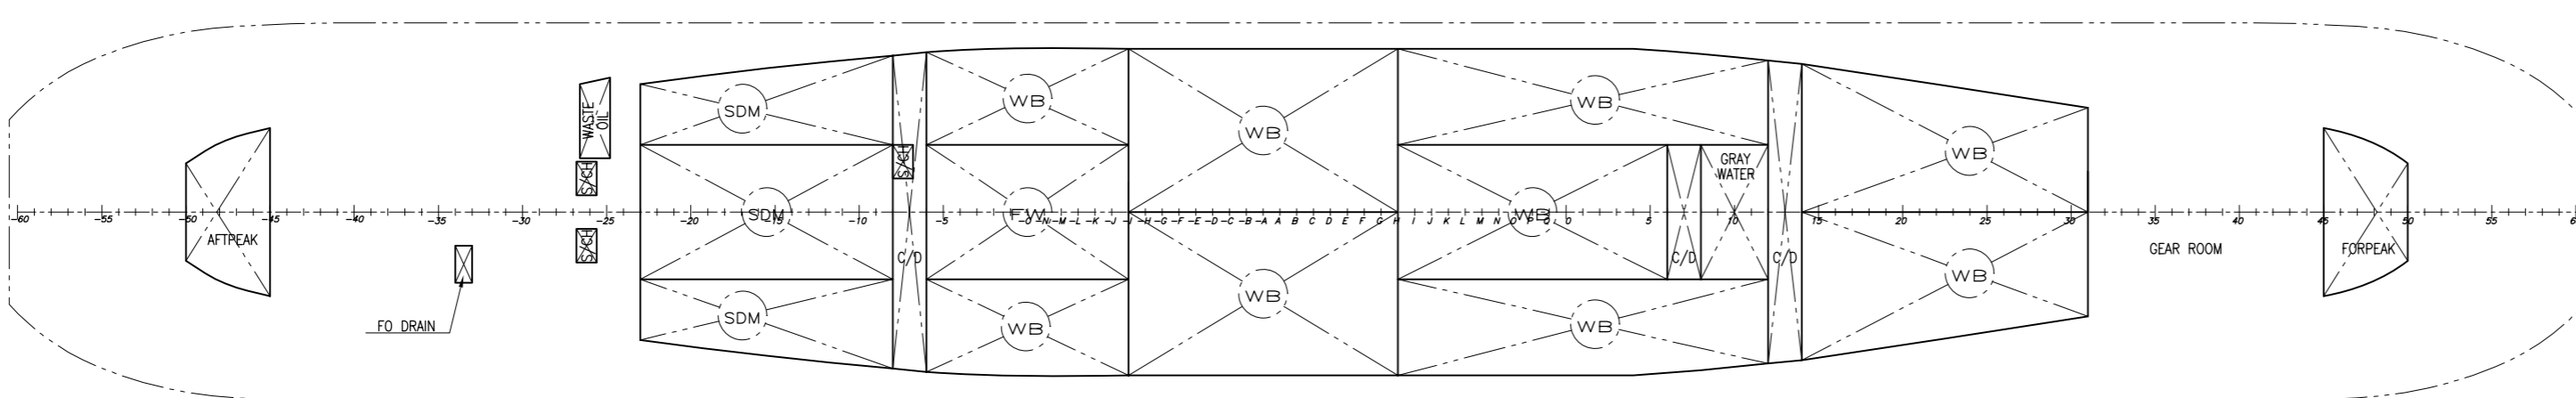 WASTE
OIL
S/CH
S/CH
SDM
SDM
SDM
S/CH
C/D
WB
FW
WB
WB
WB
WB
WB
WB
C/D
GRAY
WATER
C/D
WB
WB
AFTPEAK
FO DRAIN
GEAR ROOM
FORPEAK
-60 -55 -50 -45 -40 -35 -30 -25 -20 -15 -10 -5 -O -N -M -L -K -J -I -H -G -F -E -D -C -B -A A B C D E F G H I J K L M N O P Q 0 5 10 15 20 25 30 35 40 45 50 55